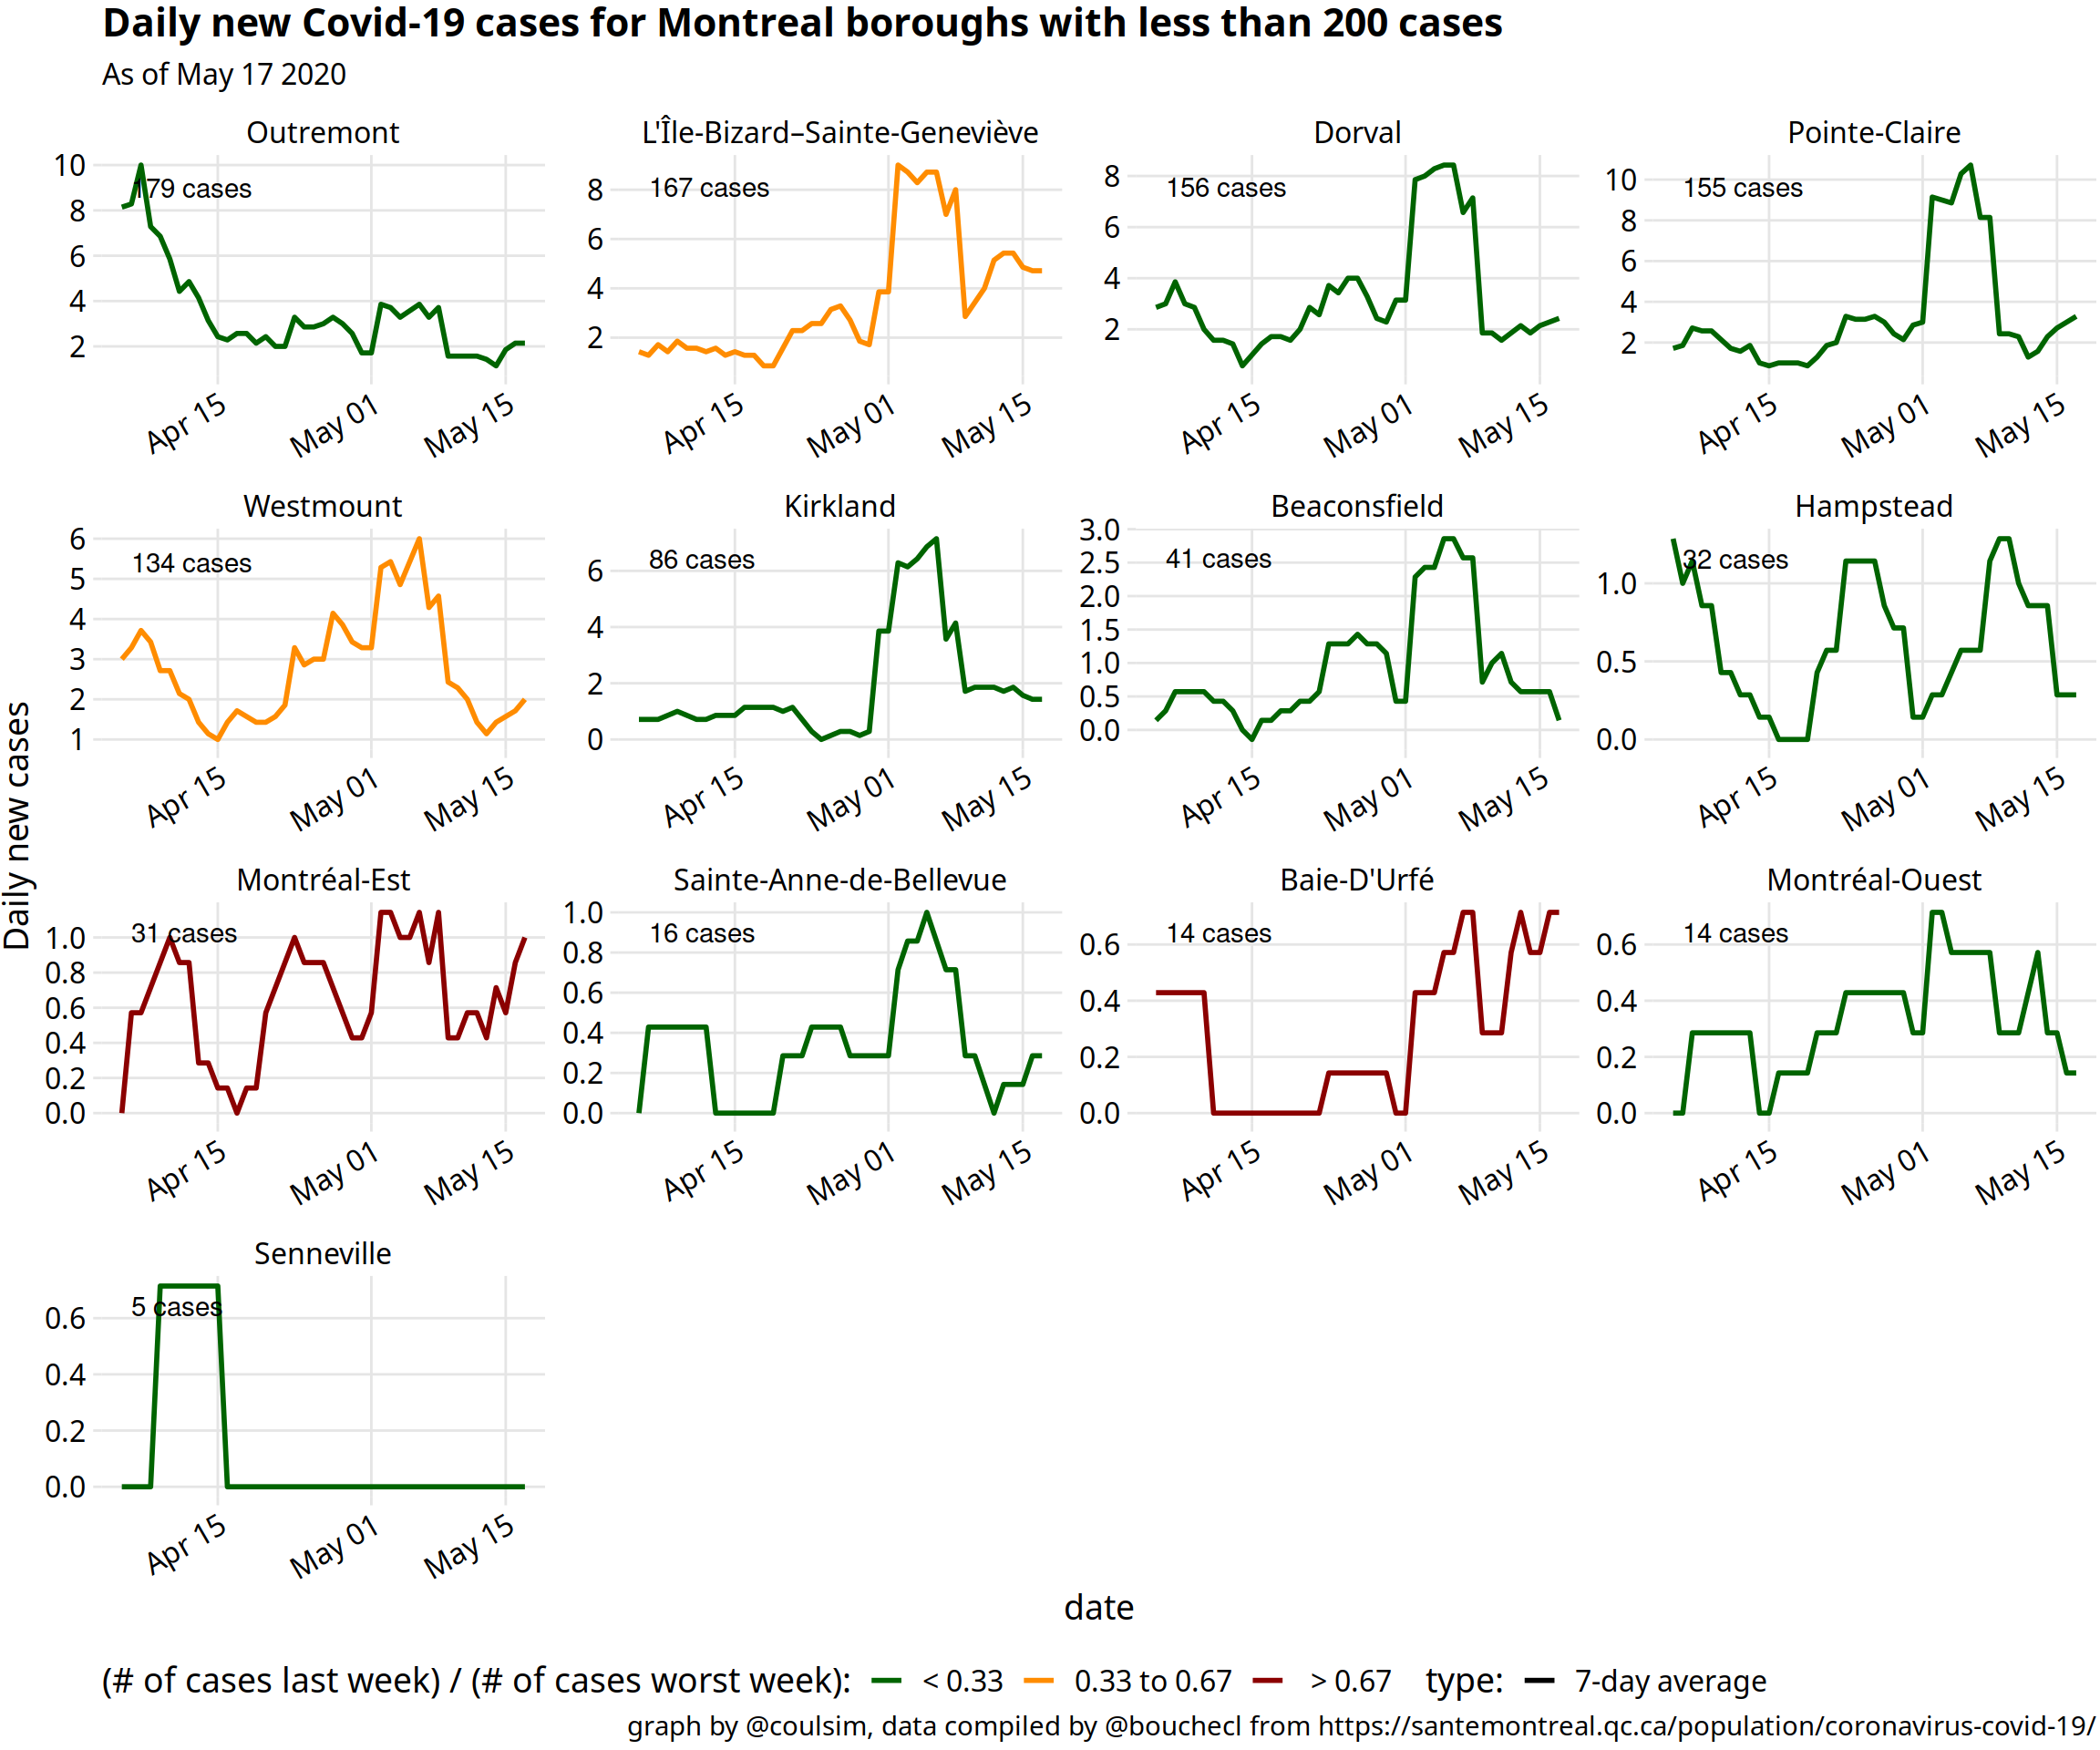 Daily new Covid-19 cases for Montreal boroughs with less than 200 cases
As of May 17 2020
Daily new cases
Outremont
10
8
6
4
2
179 cases
Apr 15
May 01
May 15
L'Île-Bizard–Sainte-Geneviève
8
6
4
2
167 cases
Apr 15
May 01
May 15
Dorval
8
6
4
2
156 cases
Apr 15
May 01
May 15
Pointe-Claire
10
8
6
4
2
155 cases
Apr 15
May 01
May 15
Westmount
6
5
4
3
2
1
134 cases
Apr 15
May 01
May 15
Kirkland
6
4
2
0
86 cases
Apr 15
May 01
May 15
Beaconsfield
3.0
2.5
2.0
1.5
1.0
0.5
0.0
41 cases
Apr 15
May 01
May 15
Hampstead
1.0
0.5
0.0
32 cases
Apr 15
May 01
May 15
Montréal-Est
1.0
0.8
0.6
0.4
0.2
0.0
31 cases
Apr 15
May 01
May 15
Sainte-Anne-de-Bellevue
1.0
0.8
0.6
0.4
0.2
0.0
16 cases
Apr 15
May 01
May 15
Baie-D'Urfé
0.6
0.4
0.2
0.0
14 cases
Apr 15
May 01
May 15
Montréal-Ouest
0.6
0.4
0.2
0.0
14 cases
Apr 15
May 01
May 15
Senneville
0.6
0.4
0.2
0.0
5 cases
Apr 15
May 01
May 15
date
(# of cases last week) / (# of cases worst week): < 0.33 0.33 to 0.67 > 0.67 type: 7-day average
graph by @coulsim, data compiled by @bouchecl from https://santemontreal.qc.ca/population/coronavirus-covid-19/